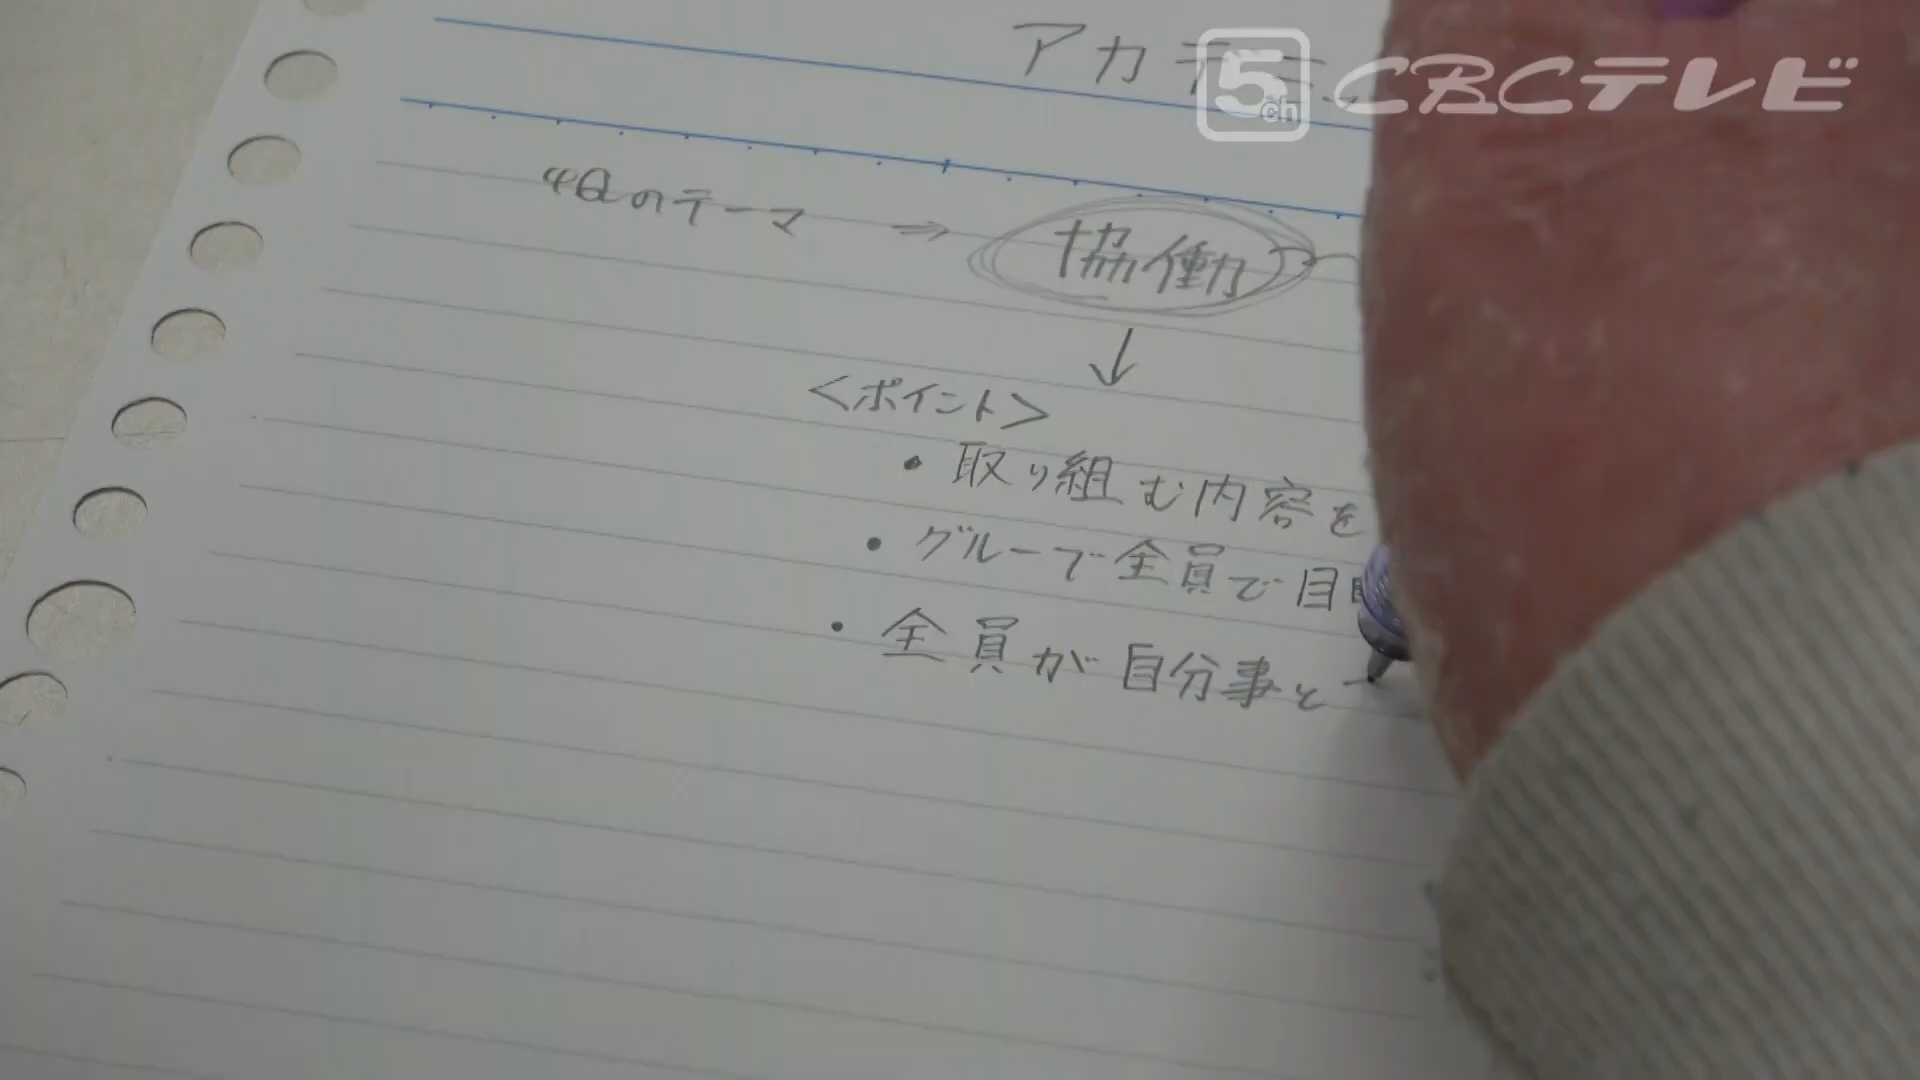 アカデミ
5ch CBCテレビ
4Qのテーマ ⇒ 協働
↓
<ポイント>
・取り組む内容を
・グループ全員で目
・全員が自分事と